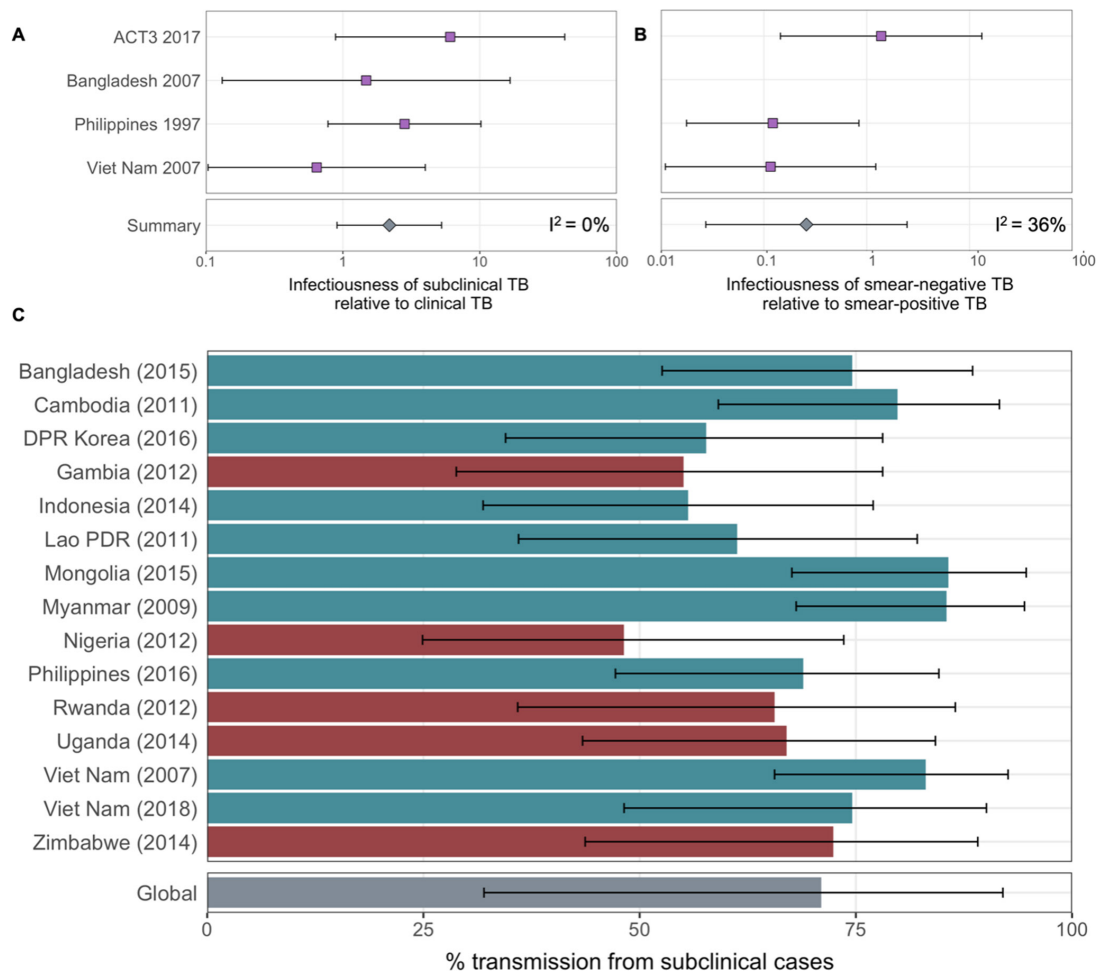 A
B
ACT3 2017
Bangladesh 2007
Philippines 1997
Viet Nam 2007
Summary
I² = 0%
I² = 36%
0.1 1 10 100
0.01 0.1 1 10 100
Infectiousness of subclinical TB
relative to clinical TB
Infectiousness of smear-negative TB
relative to smear-positive TB
C
Bangladesh (2015)
Cambodia (2011)
DPR Korea (2016)
Gambia (2012)
Indonesia (2014)
Lao PDR (2011)
Mongolia (2015)
Myanmar (2009)
Nigeria (2012)
Philippines (2016)
Rwanda (2012)
Uganda (2014)
Viet Nam (2007)
Viet Nam (2018)
Zimbabwe (2014)
Global
0 25 50 75 100
% transmission from subclinical cases